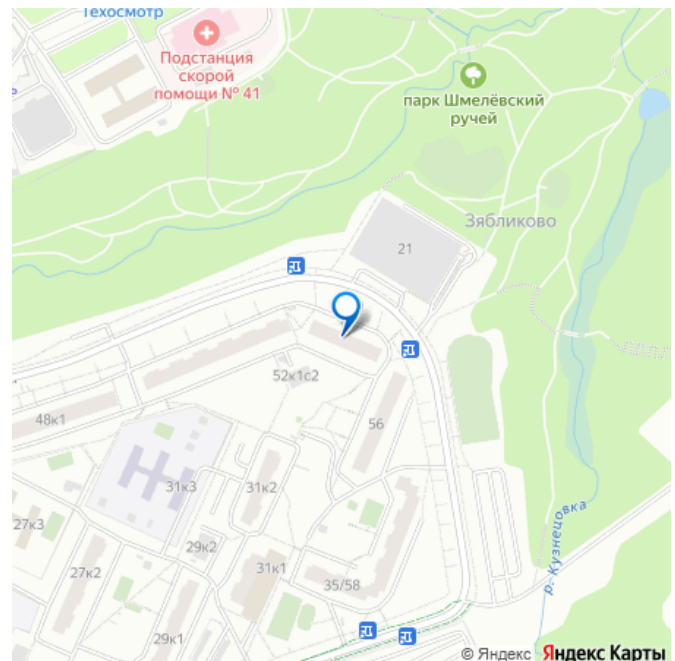 Техосмотр
Подстанция
скорой
помощи № 41
парк Шмелёвский
ручей
Зябликово
21
52к1с2
56
48к1
31к3
31к2
27к3
29к2
27к2
31к1
35/58
29к1
р. Кузнецовка
© Яндекс Яндекс Карты